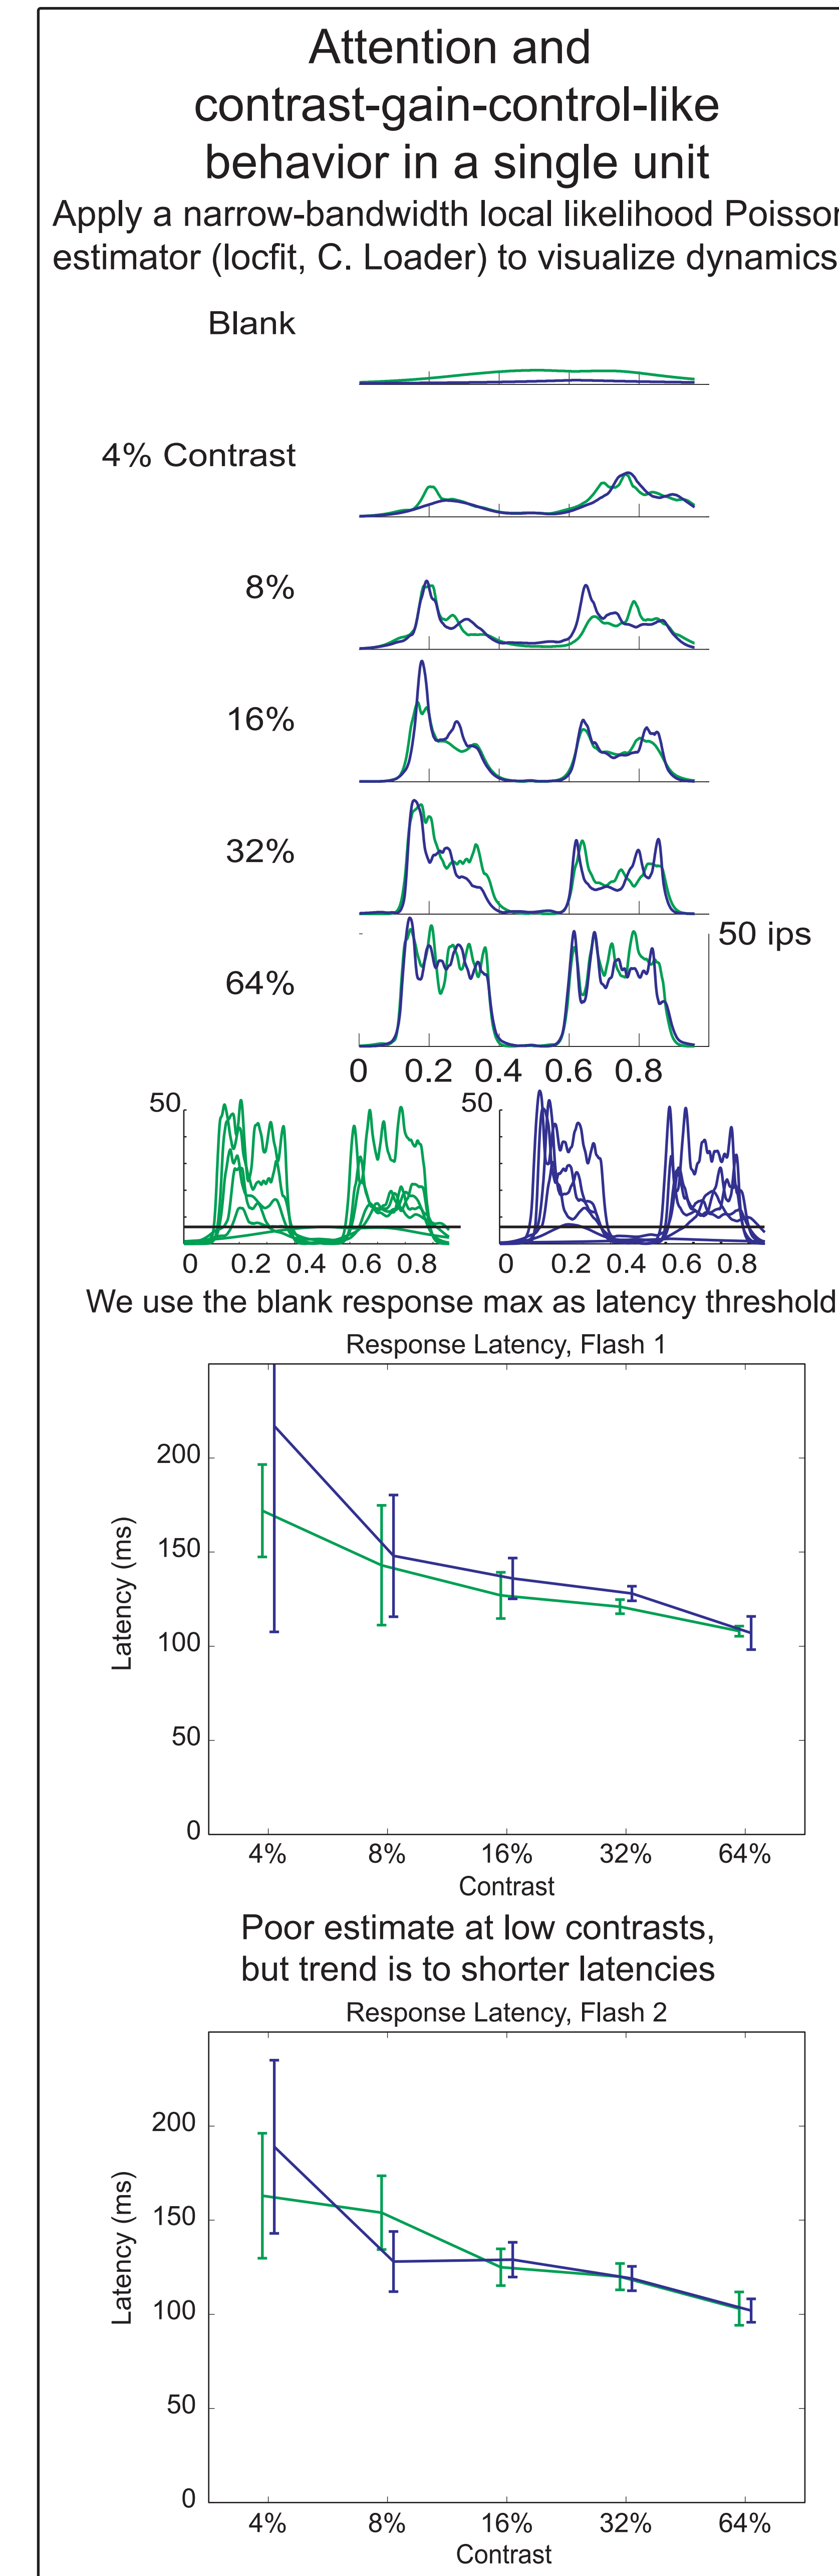 Attention and
contrast-gain-control-like
behavior in a single unit
Apply a narrow-bandwidth local likelihood Poisson
estimator (locfit, C. Loader) to visualize dynamics
Blank
4% Contrast
8%
16%
32%
50 ips
64%
0 0.2 0.4 0.6 0.8
50 50
0 0.2 0.4 0.6 0.8 0 0.2 0.4 0.6 0.8
We use the blank response max as latency threshold
Response Latency, Flash 1
200
150
100
50
0
Latency (ms)
4% 8% 16% 32% 64%
Contrast
Poor estimate at low contrasts,
but trend is to shorter latencies
Response Latency, Flash 2
200
150
100
50
0
Latency (ms)
4% 8% 16% 32% 64%
Contrast